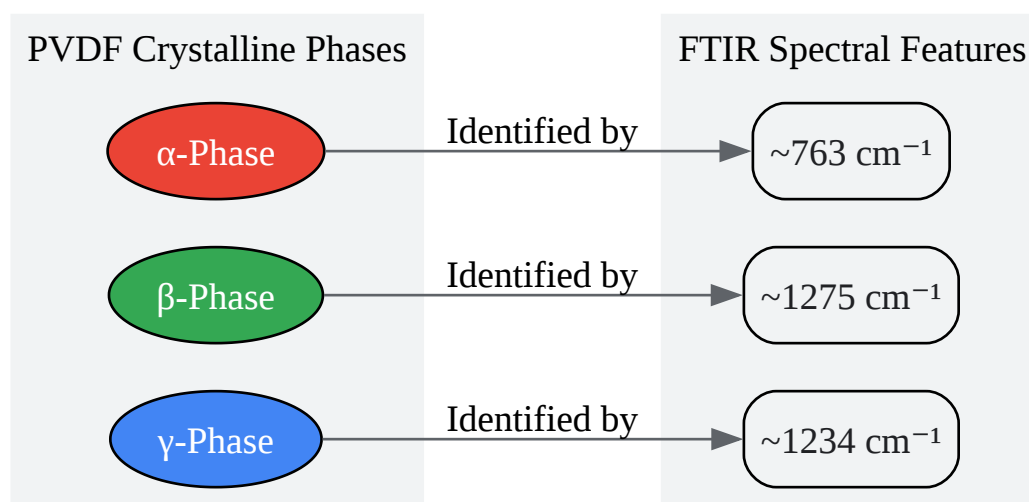 PVDF Crystalline Phases
FTIR Spectral Features
α-Phase
Identified by
~763 cm⁻¹
β-Phase
Identified by
~1275 cm⁻¹
γ-Phase
Identified by
~1234 cm⁻¹